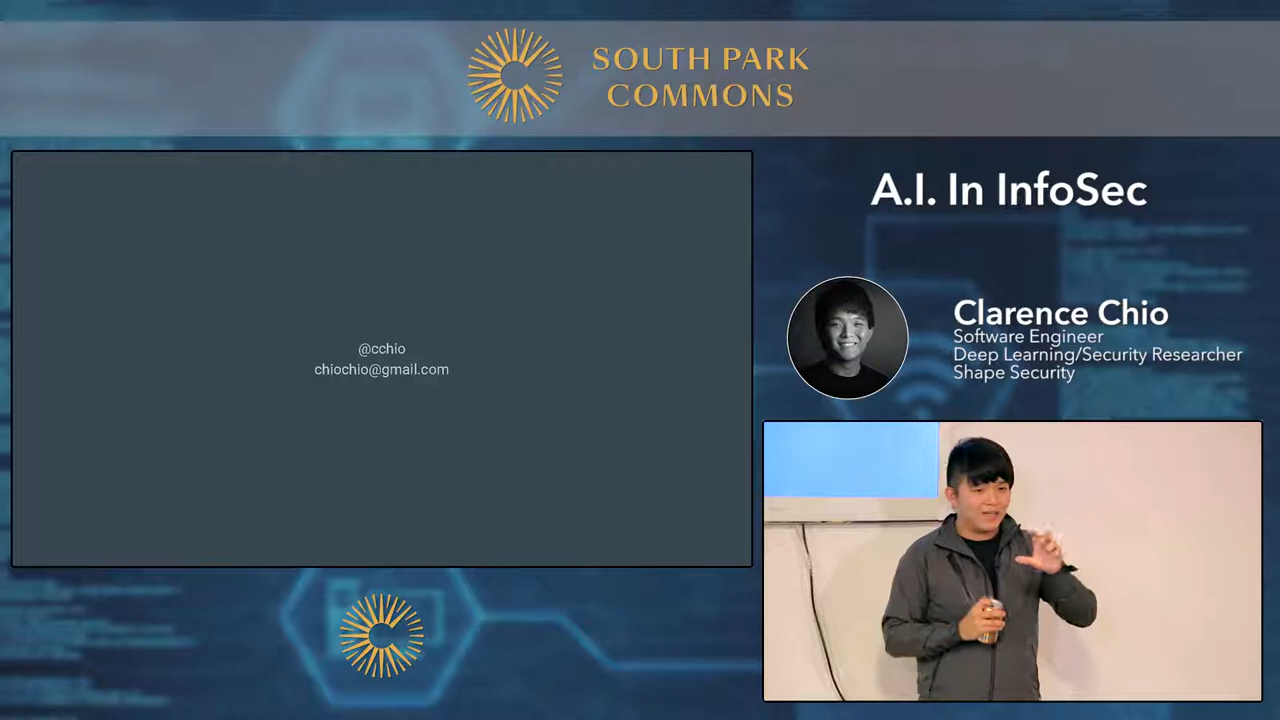 SOUTH PARK
COMMONS
@cchio
chiochio@gmail.com
A.I. In InfoSec
Clarence Chio
Software Engineer
Deep Learning/Security Researcher
Shape Security